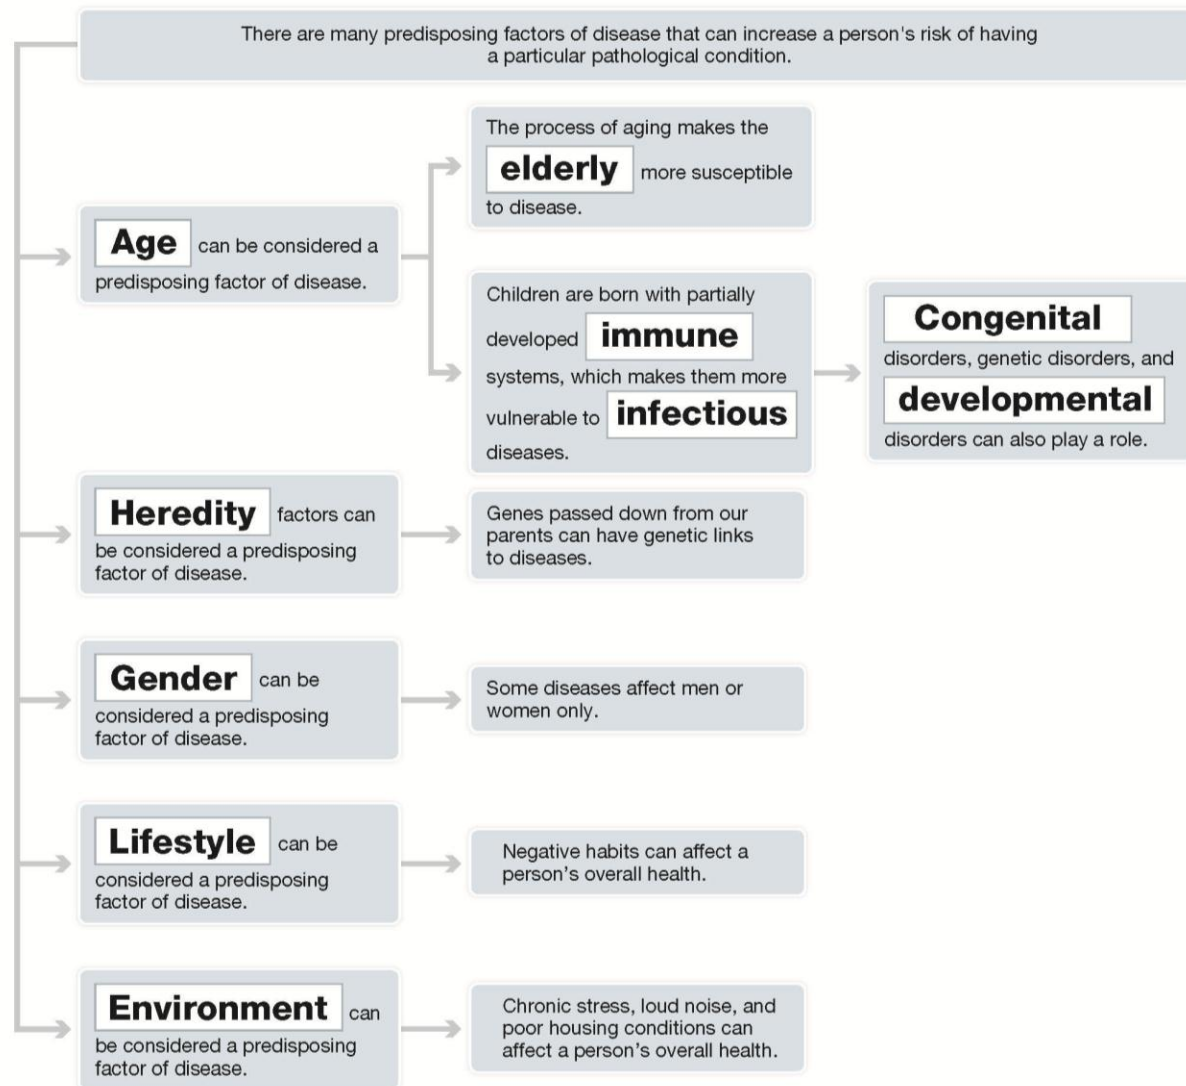 There are many predisposing factors of disease that can increase a person's risk of having
a particular pathological condition.
Age can be considered a
predisposing factor of disease.
The process of aging makes the
elderly more susceptible
to disease.
Children are born with partially
developed immune
systems, which makes them more
vulnerable to infectious
diseases.
Congenital
disorders, genetic disorders, and
developmental
disorders can also play a role.
Heredity factors can
be considered a predisposing
factor of disease.
Genes passed down from our
parents can have genetic links
to diseases.
Gender can be
considered a predisposing
factor of disease.
Some diseases affect men or
women only.
Lifestyle can be
considered a predisposing
factor of disease.
Negative habits can affect a
person’s overall health.
Environment can
be considered a predisposing
factor of disease.
Chronic stress, loud noise, and
poor housing conditions can
affect a person’s overall health.